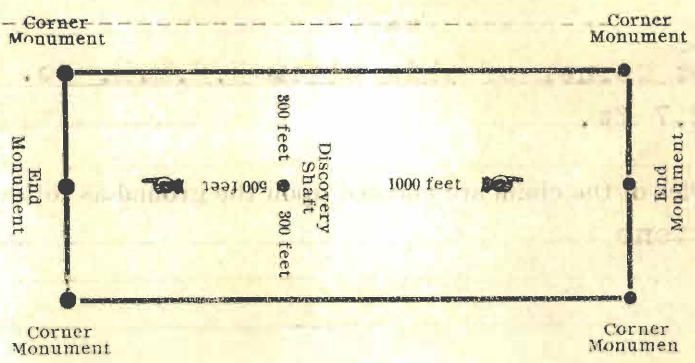 Corner
Monument
Corner
Monument
End
Monument
300 feet
Discovery
Shaft
500 feet
1000 feet
300 feet
End
Monument.
Corner
Monument
Corner
Monumen